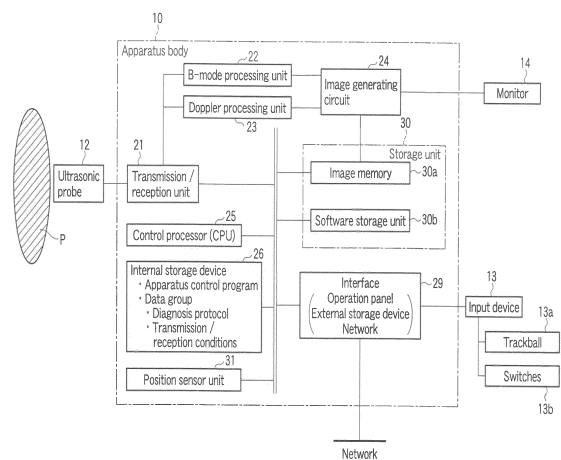 10
Apparatus body
22
B-mode processing unit
Doppler processing unit
23
24
Image generating
circuit
14
Monitor
30
Storage unit
Image memory
30a
Software storage unit
30b
12
Ultrasonic
probe
P
21
Transmission /
reception unit
25
Control processor (CPU)
26
Internal storage device
・Apparatus control program
・Data group
・Diagnosis protocol
・Transmission /
reception conditions
31
Position sensor unit
29
Interface
Operation panel
External storage device
Network
13
Input device
13a
Trackball
Switches
13b
Network